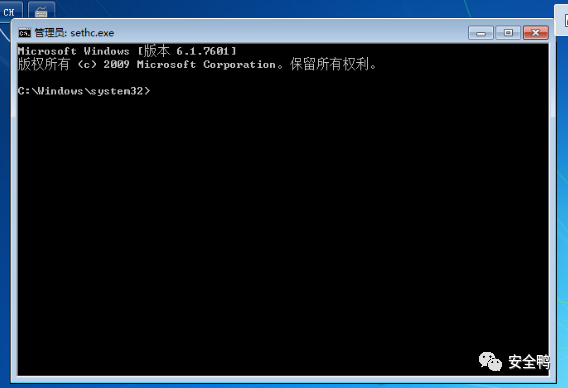 CH
管理员: sethc.exe
Microsoft Windows [版本 6.1.7601]
版权所有 (c) 2009 Microsoft Corporation。保留所有权利。
C:\Windows\system32>
安全鸭